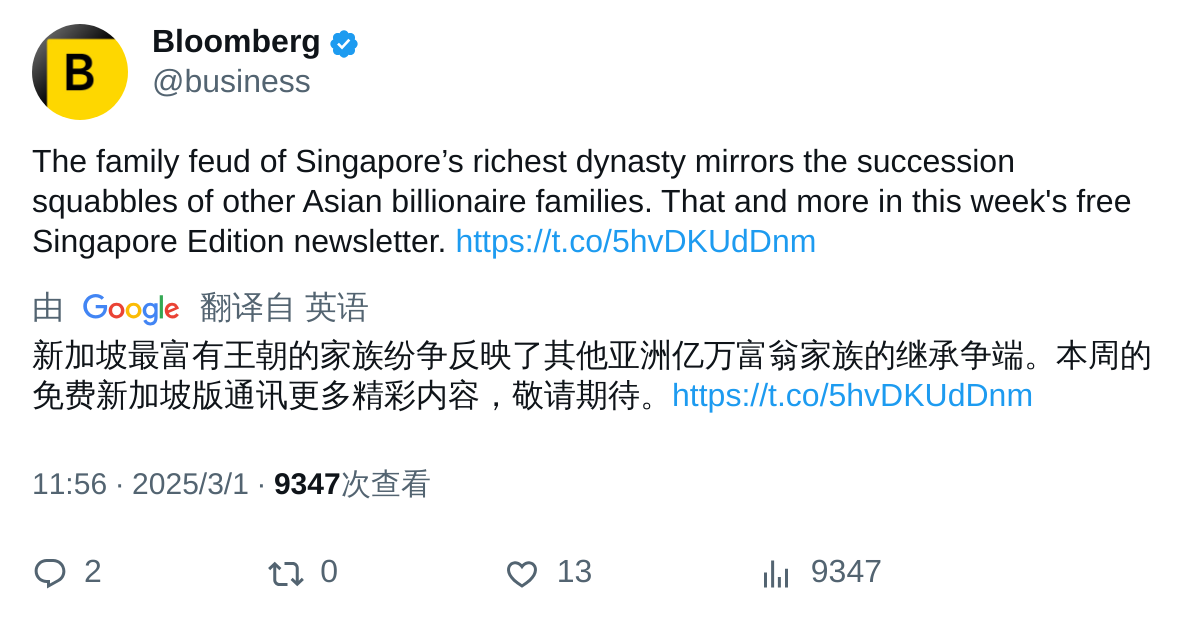 Bloomberg
@business
The family feud of Singapore’s richest dynasty mirrors the succession
squabbles of other Asian billionaire families. That and more in this week's free
Singapore Edition newsletter. https://t.co/5hvDKUdDnm
由 Google 翻译自 英语
新加坡最富有王朝的家族纷争反映了其他亚洲亿万富翁家族的继承争端。本周的
免费新加坡版通讯更多精彩内容，敬请期待。https://t.co/5hvDKUdDnm
11:56 · 2025/3/1 · 9347次查看
2 0 13 9347